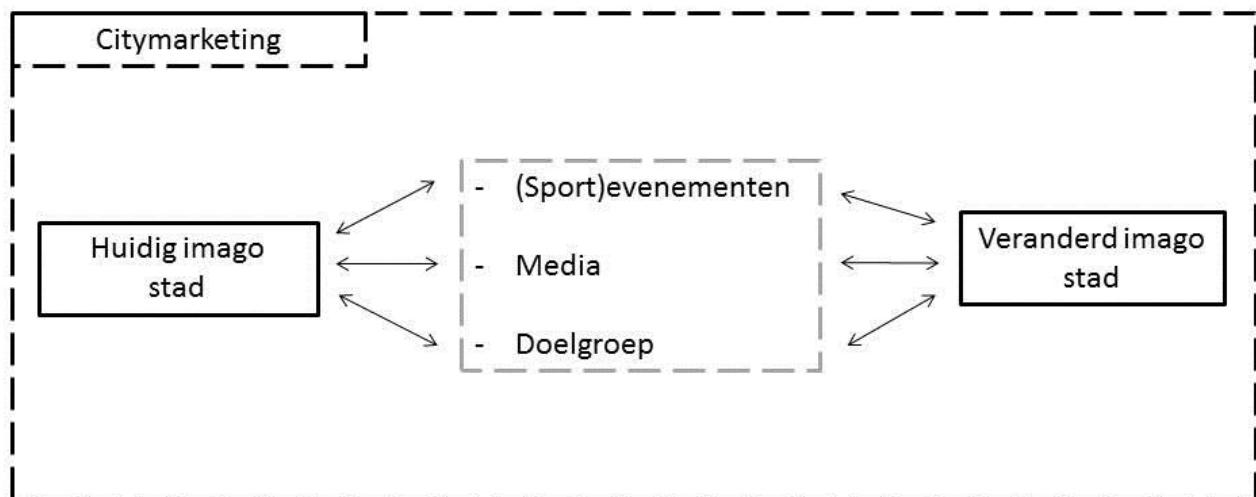 Citymarketing
- (Sport)evenementen
Huidig imago
stad
- Media
Veranderd imago
stad
- Doelgroep